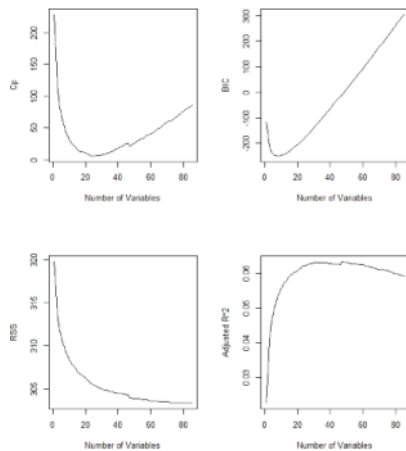 200
150
100
50
0
Cp
0 20 40 60 80
Number of Variables
300
200
100
0
-100
-200
BIC
0 20 40 60 80
Number of Variables
320
315
310
305
RSS
0 20 40 60 80
Number of Variables
0.06
0.05
0.04
0.03
Adjusted R^2
0 20 40 60 80
Number of Variables